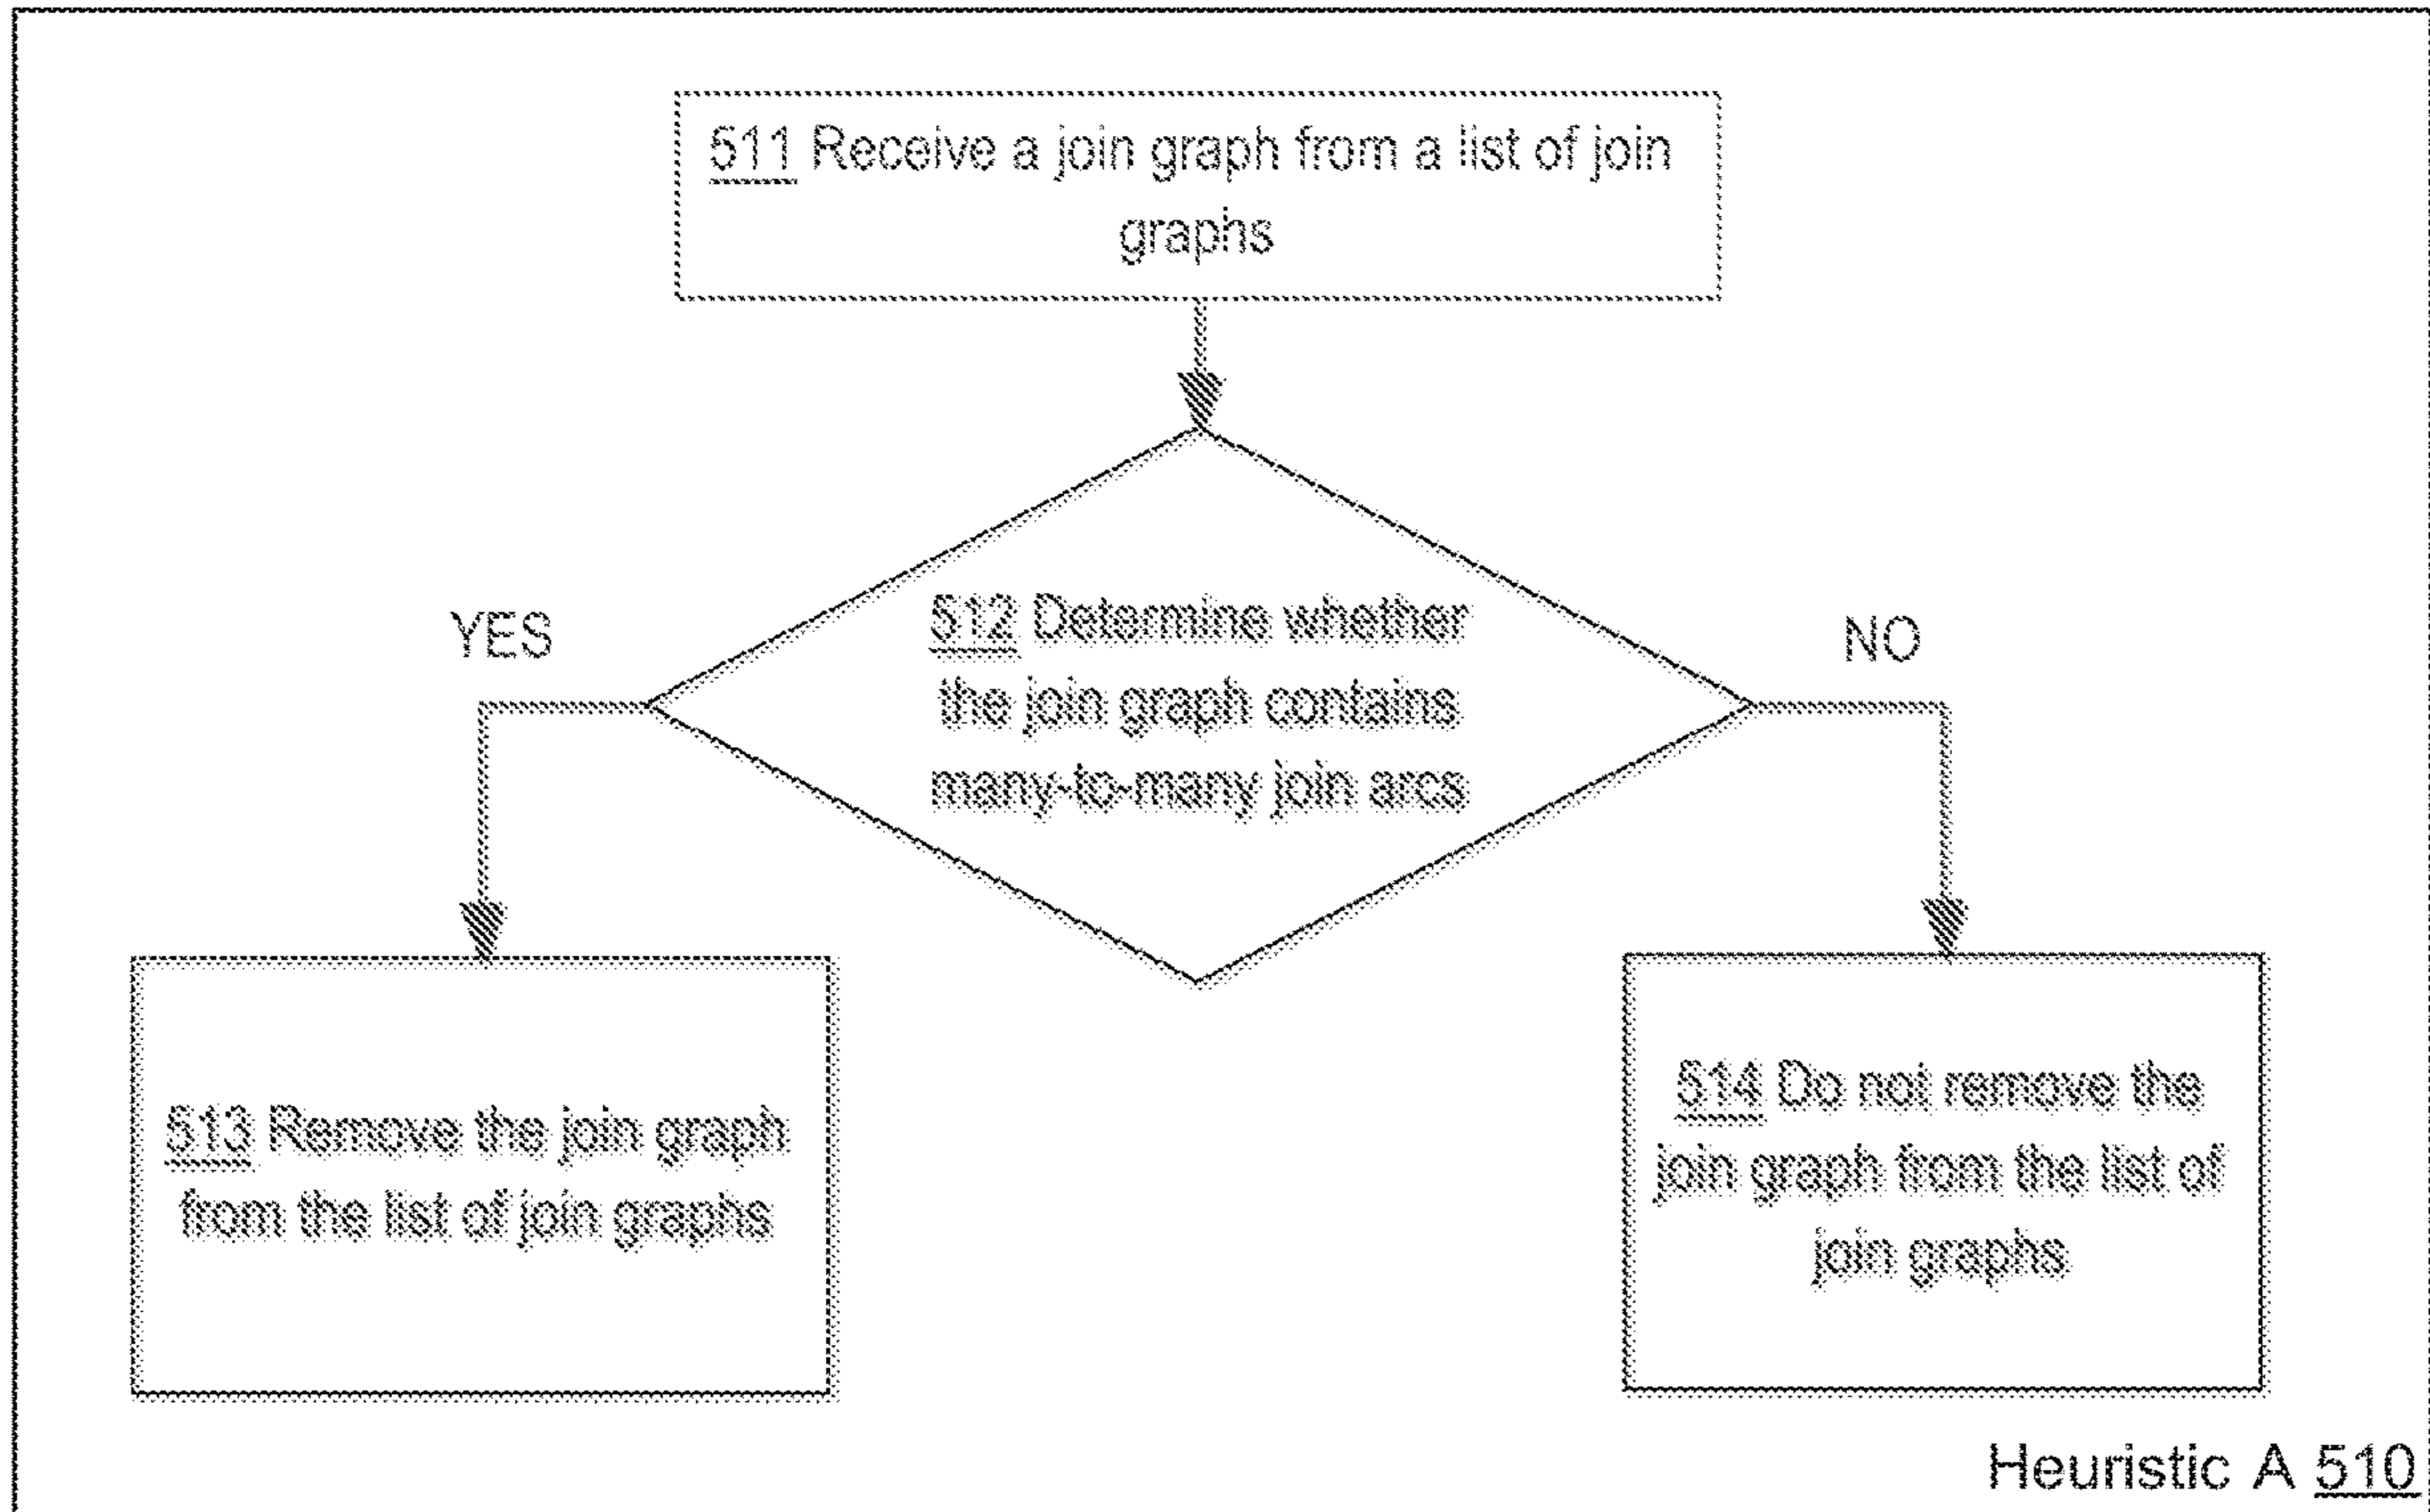 511 Receive a join graph from a list of join
graphs
512 Determine whether
the join graph contains
many-to-many join arcs
YES
NO
513 Remove the join graph
from the list of join graphs
514 Do not remove the
join graph from the list of
join graphs
Heuristic A 510